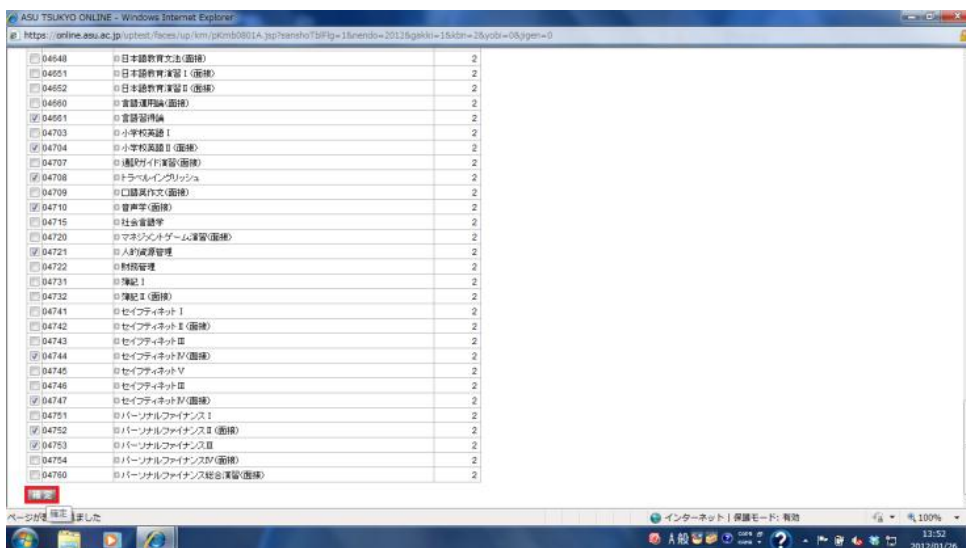 ASU TSUKYO ONLINE - Windows Internet Explorer
https://online.asu.ac.jp/uptest/faces/up/km/pKmb0801A.jsp?sanshoTblFlg=1&nendo=2012&gakki=1&kbn=2&yobi=0&jigen=0
04648 日本語教育文法(面接) 2
04651 日本語教育演習Ⅰ(面接) 2
04652 日本語教育演習Ⅱ(面接) 2
04660 言語運用論(面接) 2
04661 言語習得論 2
04703 小学校英語Ⅰ 2
04704 小学校英語Ⅱ(面接) 2
04707 通訳ガイド演習(面接) 2
04708 トラベルイングリッシュ 2
04709 口語英作文(面接) 2
04710 音声学(面接) 2
04715 社会言語学 2
04720 マネジメントゲーム演習(面接) 2
04721 人的資源管理 2
04722 財務管理 2
04731 簿記Ⅰ 2
04732 簿記Ⅱ(面接) 2
04741 セイフティネットⅠ 2
04742 セイフティネットⅡ(面接) 2
04743 セイフティネットⅢ 2
04744 セイフティネットⅣ(面接) 2
04745 セイフティネットⅤ 2
04746 セイフティネットⅢ 2
04747 セイフティネットⅣ(面接) 2
04751 パーソナルファイナンスⅠ 2
04752 パーソナルファイナンスⅡ(面接) 2
04753 パーソナルファイナンスⅢ 2
04754 パーソナルファイナンスⅣ(面接) 2
04760 パーソナルファイナンス総合演習(面接) 2
確定
ページが 確定 ました インターネット | 保護モード: 有効 100%
A 般 13:52
2012/01/26